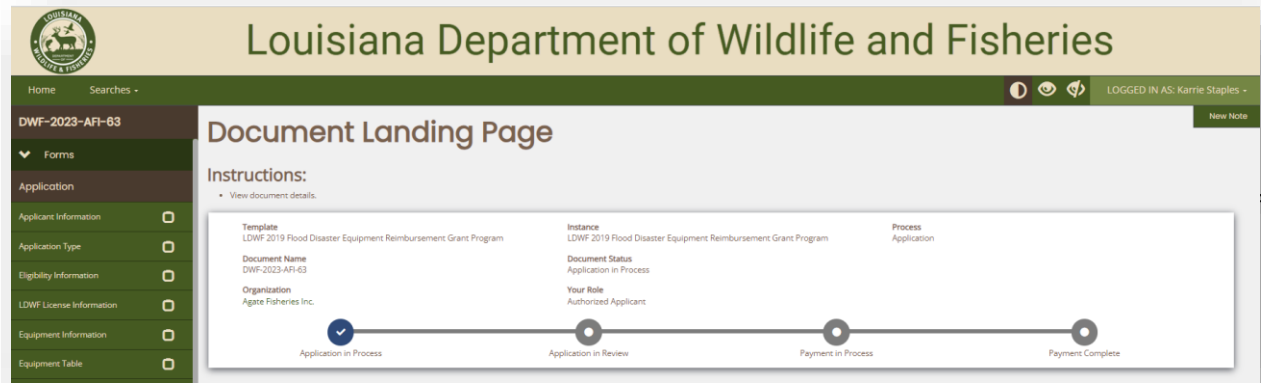 LOUISIANA
WILDLIFE & FISHERIES
Louisiana Department of Wildlife and Fisheries
Home Searches
LOGGED IN AS: Karrie Staples
DWF-2023-AFI-63
New Note
Document Landing Page
Forms
Instructions:
Application
• View document details.
Applicant Information
Application Type
Eligibility Information
LDWF License Information
Equipment Information
Equipment Table
Template
LDWF 2019 Flood Disaster Equipment Reimbursement Grant Program
Instance
LDWF 2019 Flood Disaster Equipment Reimbursement Grant Program
Process
Application
Document Name
DWF-2023-AFI-63
Document Status
Application in Process
Organization
Agate Fisheries Inc.
Your Role
Authorized Applicant
Application in Process
Application in Review
Payment in Process
Payment Complete